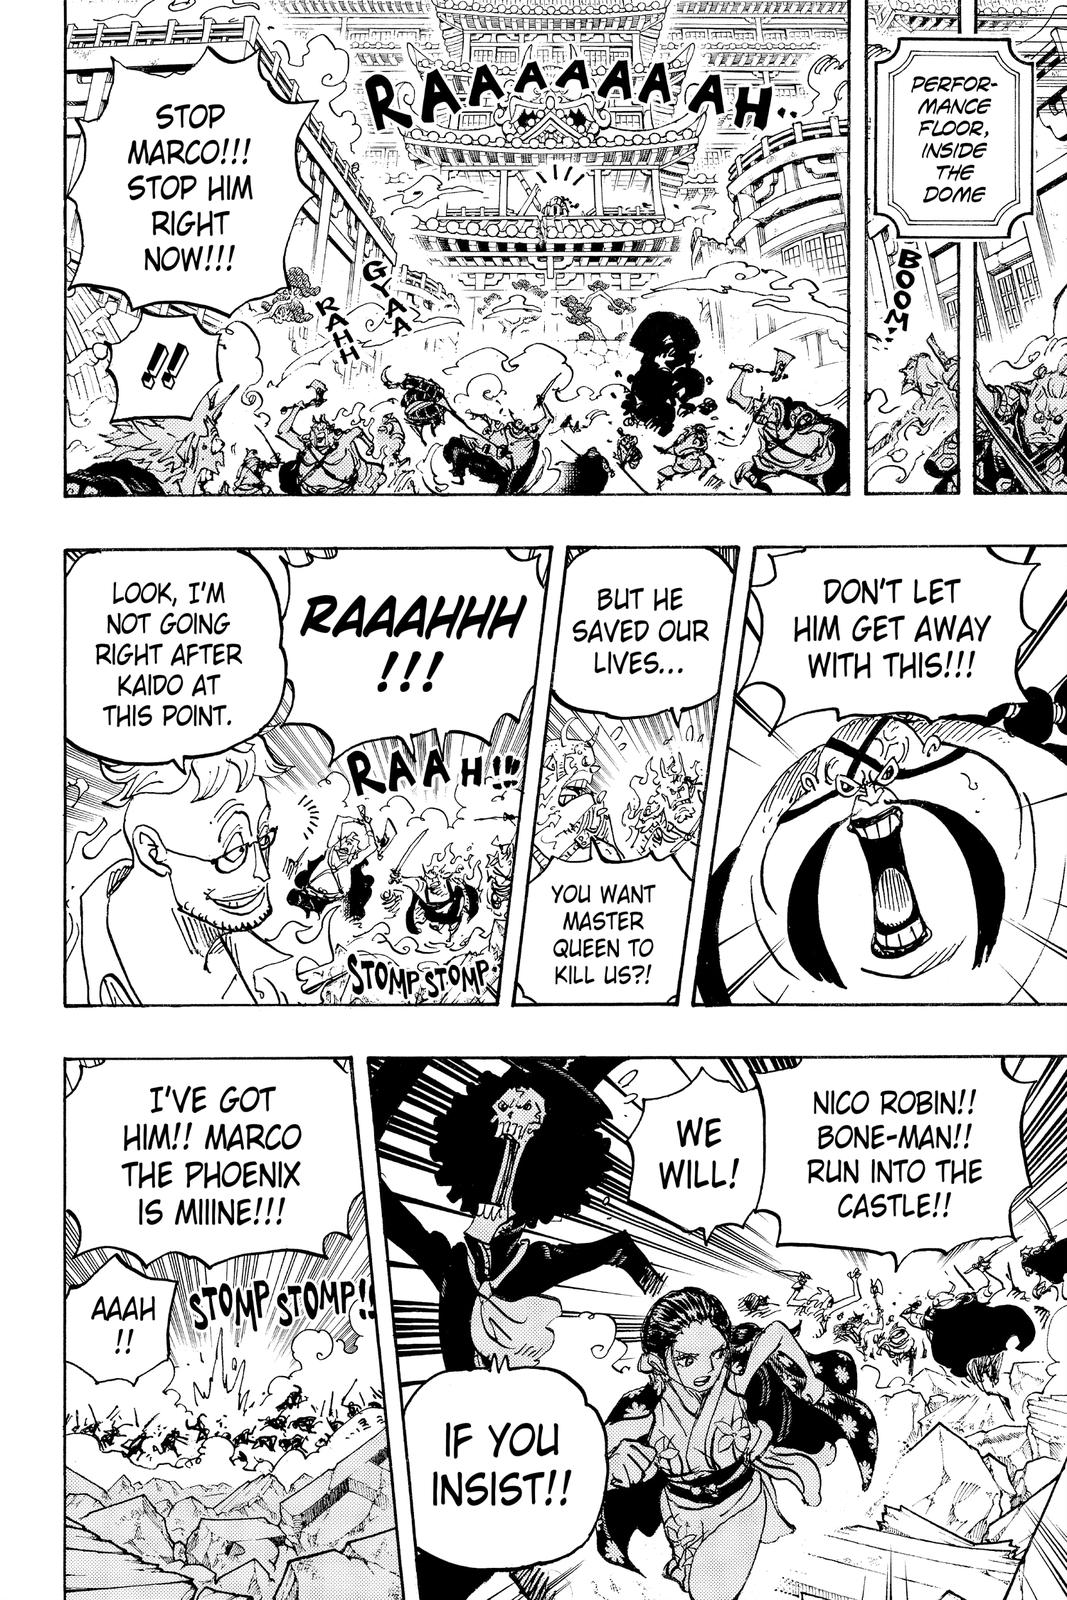 PERFOR-
MANCE
FLOOR,
INSIDE
THE
DOME
BOOM
RAAAAAAAH..
STOP
MARCO!!!
STOP HIM
RIGHT
NOW!!!
!!
GYAA
RAHH
DON'T LET
HIM GET AWAY
WITH THIS!!!
BUT HE
SAVED OUR
LIVES...
YOU WANT
MASTER
QUEEN TO
KILL US?!
RAAAHHH
!!!
RAAH!!!
LOOK, I'M
NOT GOING
RIGHT AFTER
KAIDO AT
THIS POINT.
STOMP STOMP
NICO ROBIN!!
BONE-MAN!!
RUN INTO THE
CASTLE!!
WE
WILL!
IF YOU
INSIST!!
I'VE GOT
HIM!! MARCO
THE PHOENIX
IS MIIINE!!!
AAAH
!!
STOMP STOMP!!